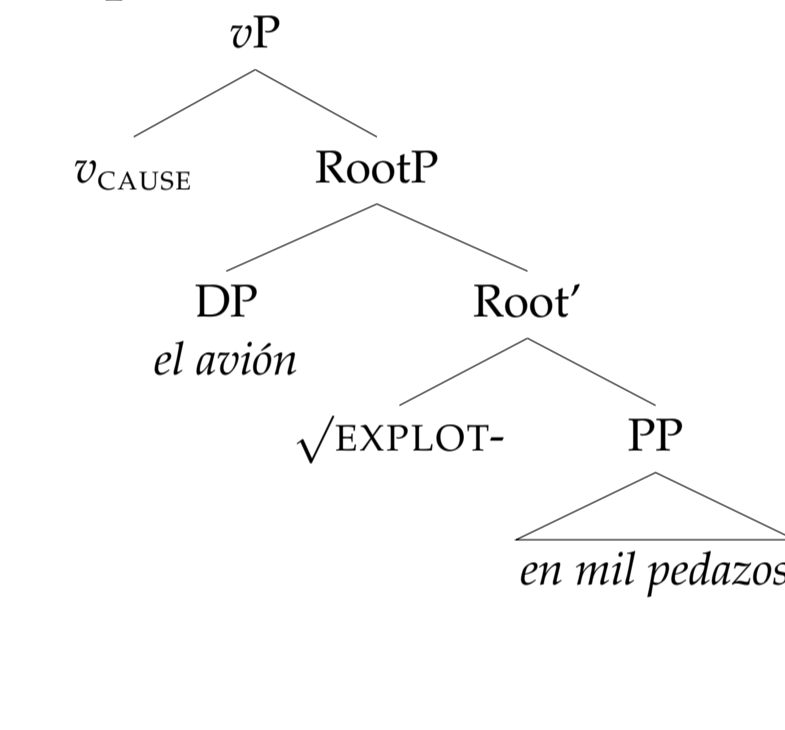 vP
vCAUSE RootP
DP Root′
el avión
√EXPLOT- PP
en mil pedazos